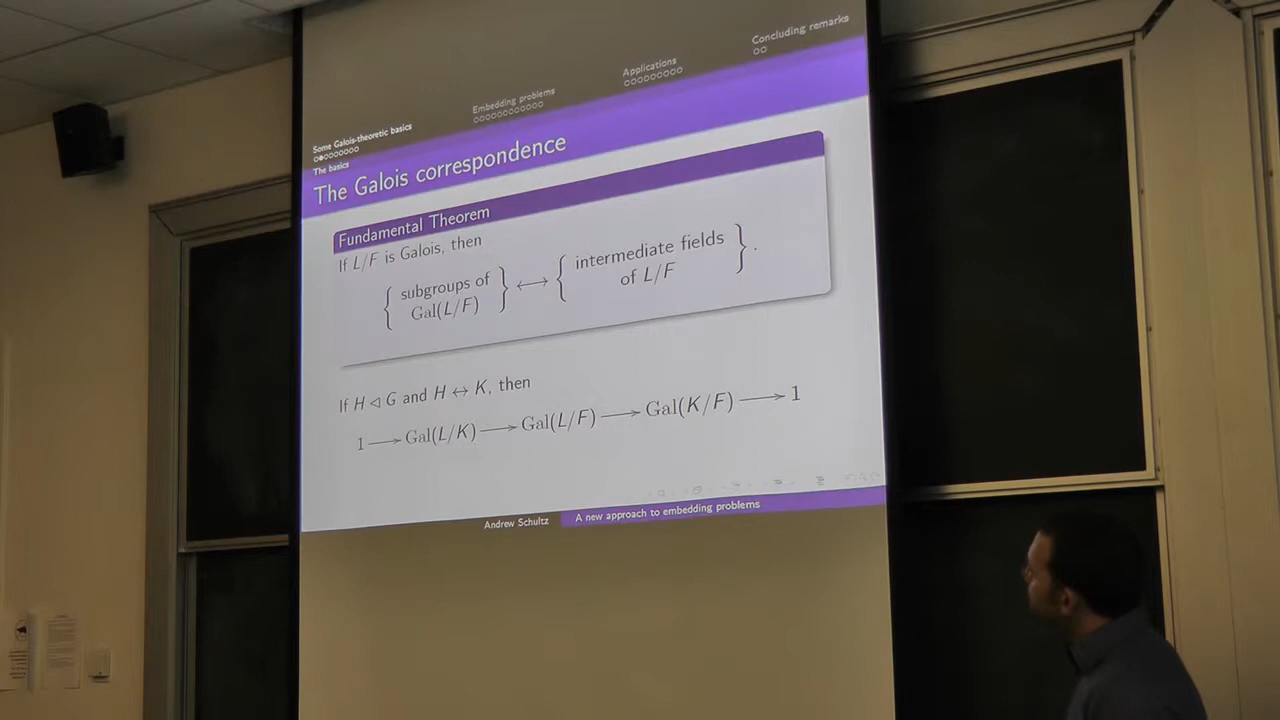 Some Galois-theoretic basics
Embedding problems
Applications
Concluding remarks
The basics
The Galois correspondence
Fundamental Theorem
If L/F is Galois, then
{ subgroups of Gal(L/F) } ↔ { intermediate fields of L/F } .
If H ◁ G and H ↔ K, then
1 → Gal(L/K) → Gal(L/F) → Gal(K/F) → 1
Andrew Schultz
A new approach to embedding problems